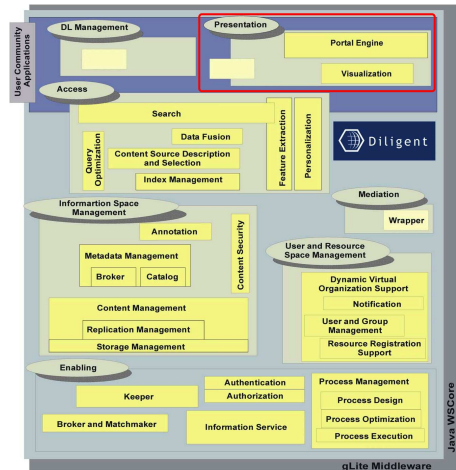 User Community
Applications
DL Management
Presentation
Portal Engine
Visualization
Access
Search
Data Fusion
Query
Optimization
Content Source Description
and Selection
Index Management
Feature Extraction
Personalization
Diligent
Informartion Space
Management
Annotation
Metadata Management
Broker
Catalog
Content Security
Content Management
Replication Management
Storage Management
Mediation
Wrapper
User and Resource
Space Management
Dynamic Virtual
Organization Support
Notification
User and Group
Management
Resource Registration
Support
Enabling
Keeper
Authentication
Authorization
Broker and Matchmaker
Information Service
Process Management
Process Design
Process Optimization
Process Execution
Java WSCore
gLite Middleware